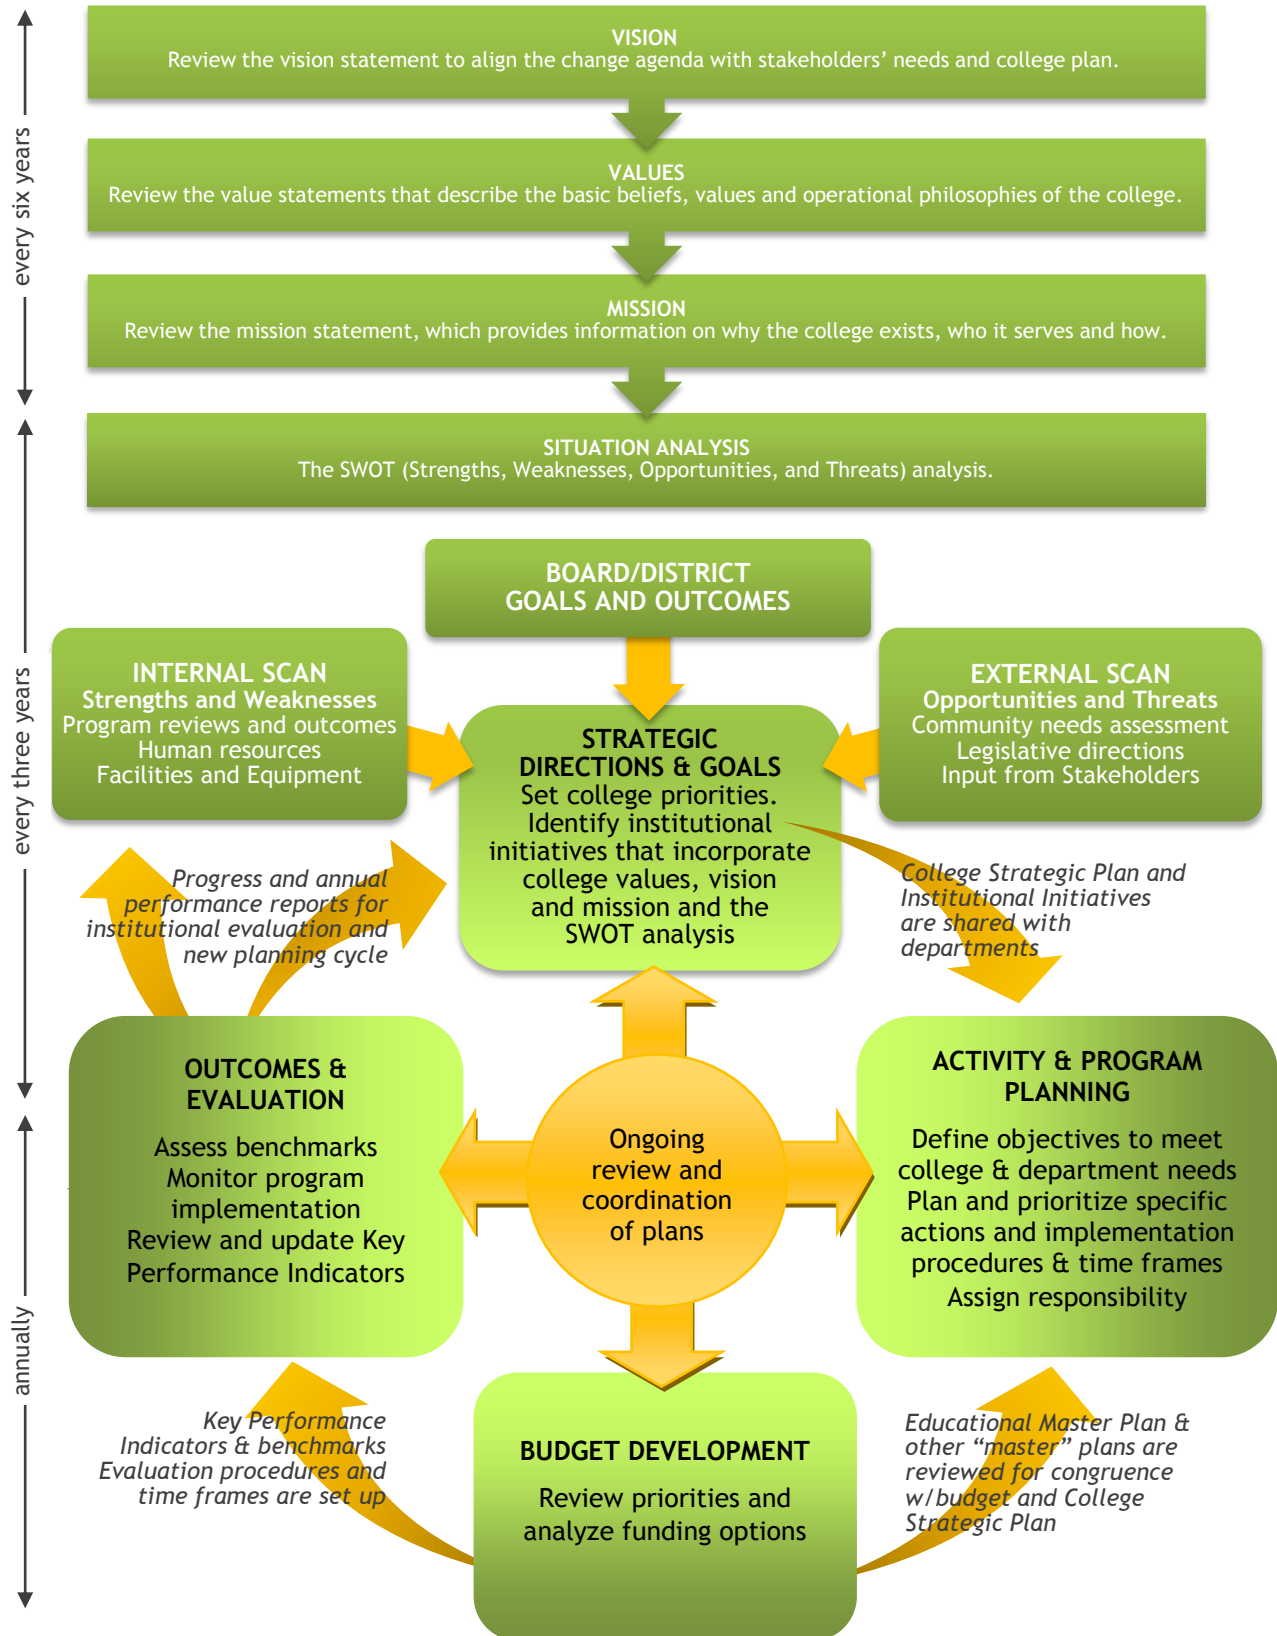 VISION
Review the vision statement to align the change agenda with stakeholders’ needs and college plan.
VALUES
Review the value statements that describe the basic beliefs, values and operational philosophies of the college.
MISSION
Review the mission statement, which provides information on why the college exists, who it serves and how.
every six years
SITUATION ANALYSIS
The SWOT (Strengths, Weaknesses, Opportunities, and Threats) analysis.
BOARD/DISTRICT
GOALS AND OUTCOMES
INTERNAL SCAN
Strengths and Weaknesses
Program reviews and outcomes
Human resources
Facilities and Equipment
EXTERNAL SCAN
Opportunities and Threats
Community needs assessment
Legislative directions
Input from Stakeholders
STRATEGIC
DIRECTIONS & GOALS
Set college priorities.
Identify institutional
initiatives that incorporate
college values, vision
and mission and the
SWOT analysis
every three years
Progress and annual
performance reports for
institutional evaluation and
new planning cycle
College Strategic Plan and
Institutional Initiatives
are shared with
departments
OUTCOMES &
EVALUATION
Assess benchmarks
Monitor program
implementation
Review and update Key
Performance Indicators
Ongoing
review and
coordination
of plans
ACTIVITY & PROGRAM
PLANNING
Define objectives to meet
college & department needs
Plan and prioritize specific
actions and implementation
procedures & time frames
Assign responsibility
annually
Key Performance
Indicators & benchmarks
Evaluation procedures and
time frames are set up
BUDGET DEVELOPMENT
Review priorities and
analyze funding options
Educational Master Plan &
other “master” plans are
reviewed for congruence
w/budget and College
Strategic Plan